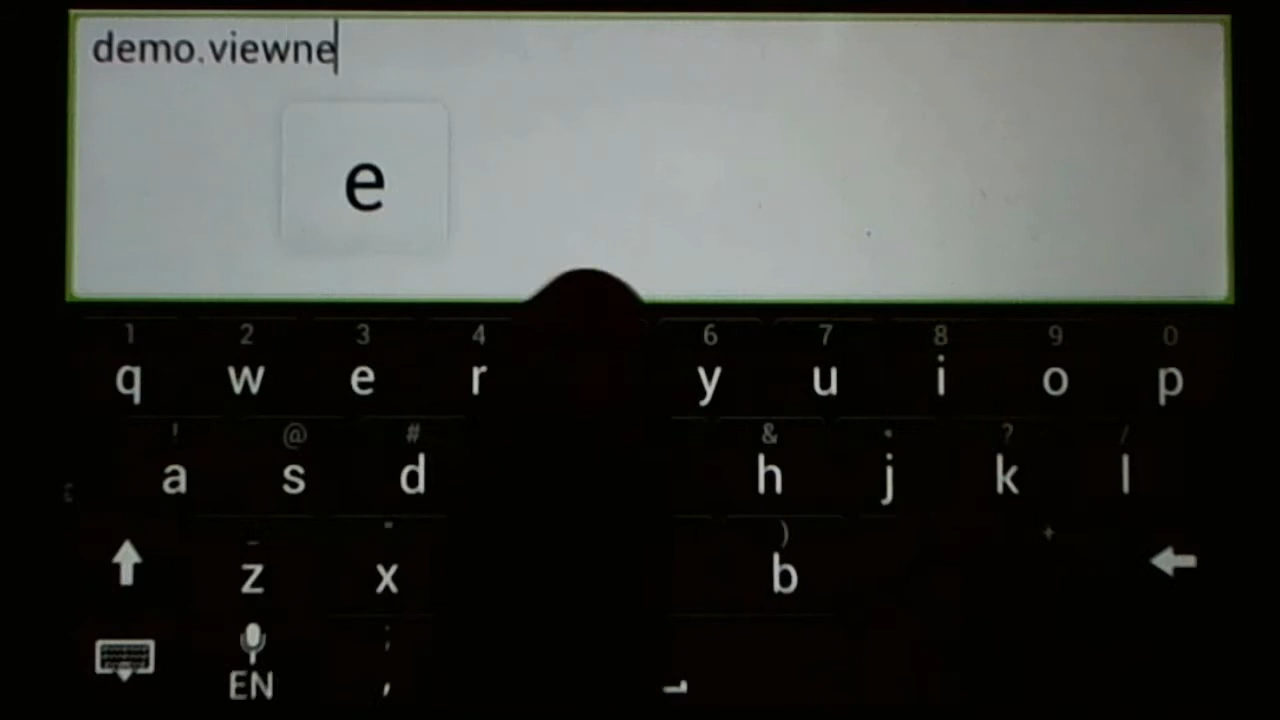 demo.viewne
e
1 2 3 4 6 7 8 9 0
q w e r y u i o p
! @ # & • ? /
a s d h j k l
_ " ) +
z x b
;
EN ,